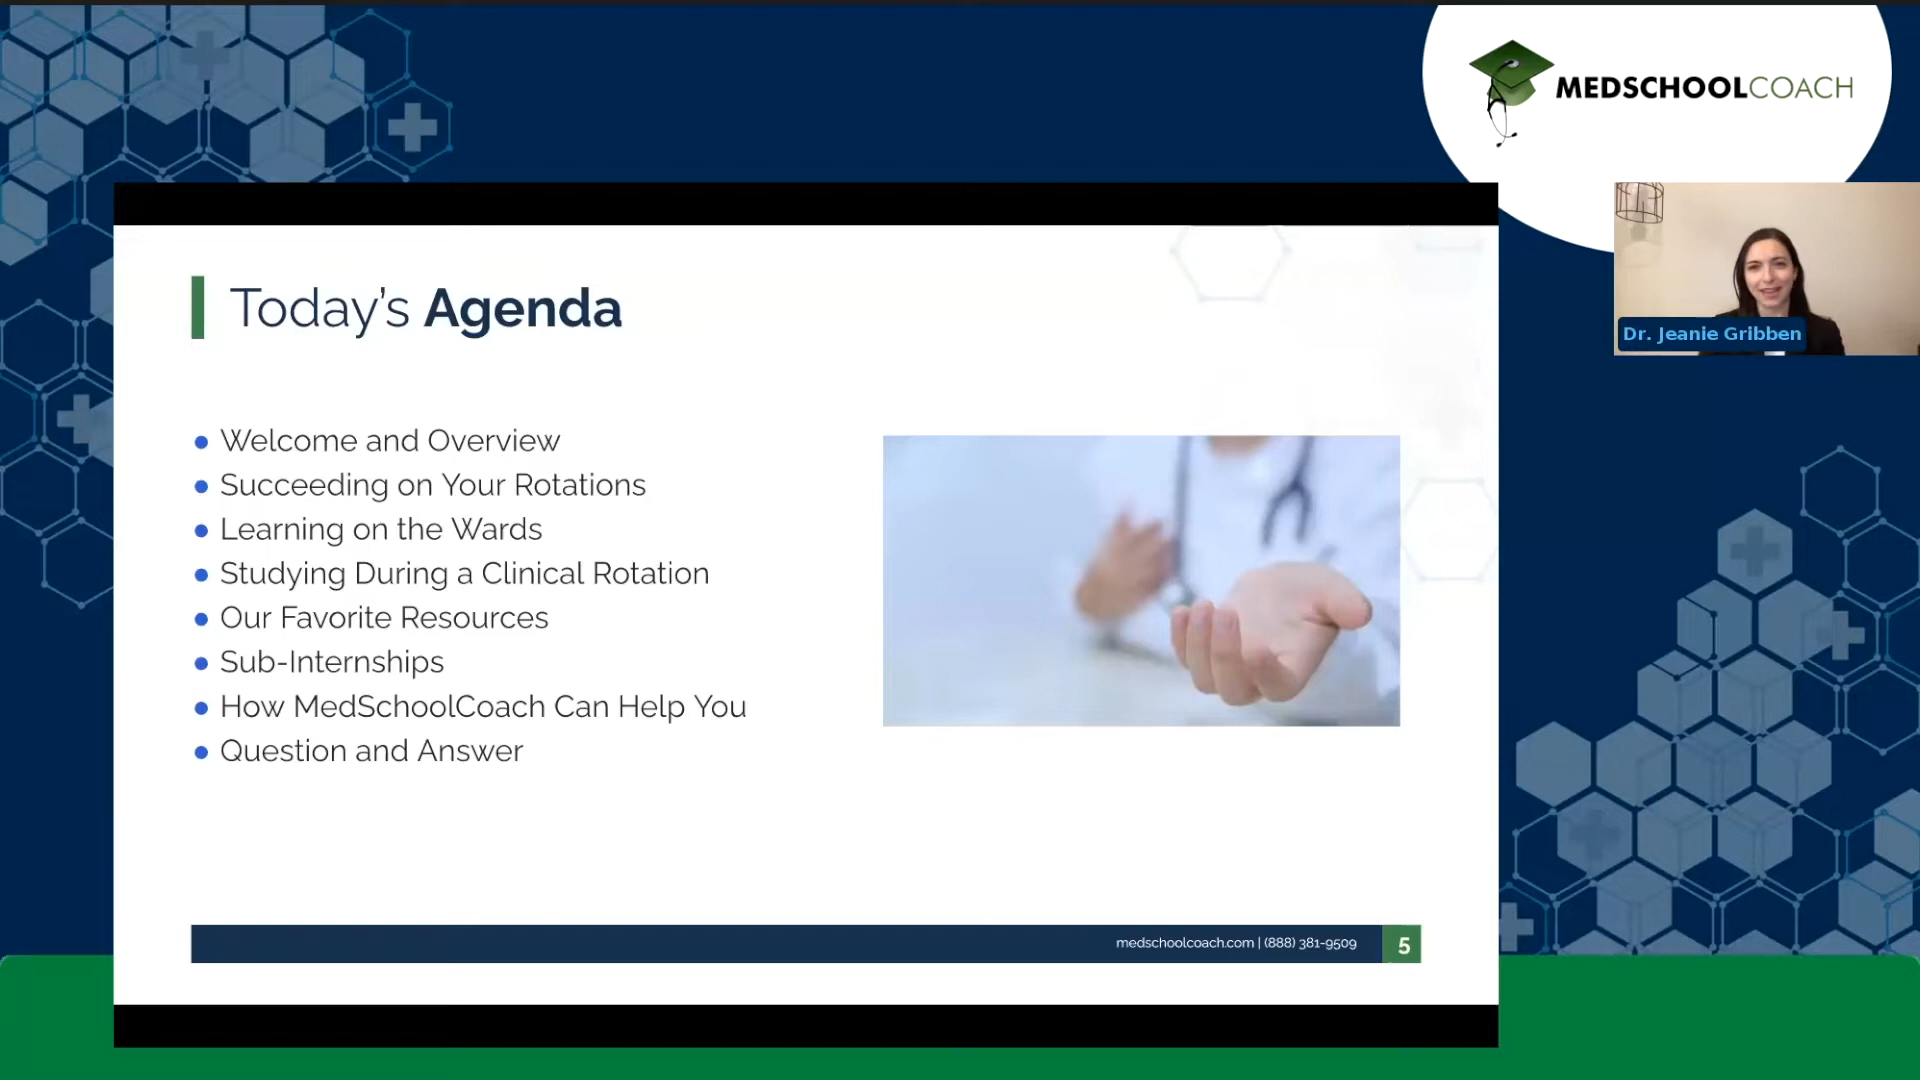 MEDSCHOOLCOACH
Dr. Jeanie Gribben
Today's Agenda
Welcome and Overview
Succeeding on Your Rotations
Learning on the Wards
Studying During a Clinical Rotation
Our Favorite Resources
Sub-Internships
How MedSchoolCoach Can Help You
Question and Answer
medschoolcoach.com | (888) 381-9509
5